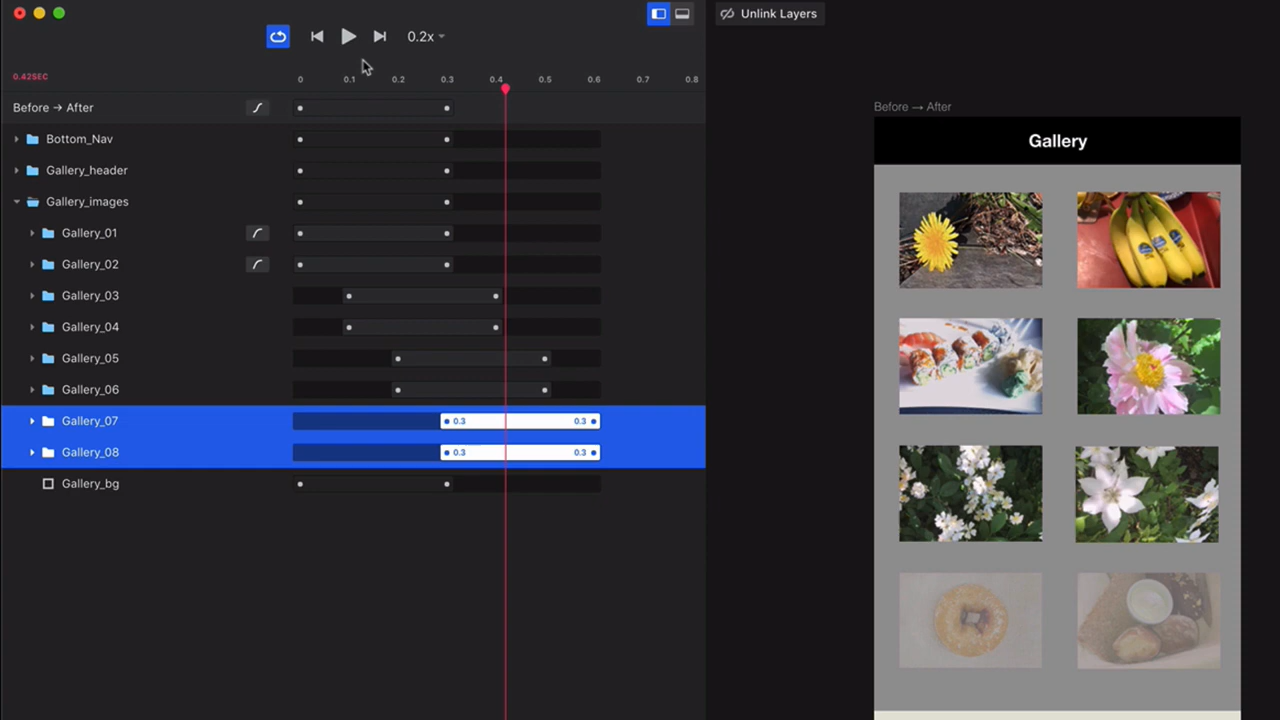 Unlink Layers
0.2x
0.42SEC
0 0.1 0.2 0.3 0.4 0.5 0.6 0.7 0.8
Before → After
Bottom_Nav
Gallery_header
Gallery_images
Gallery_01
Gallery_02
Gallery_03
Gallery_04
Gallery_05
Gallery_06
Gallery_07 0.3 0.3
Gallery_08 0.3 0.3
Gallery_bg
Before → After
Gallery